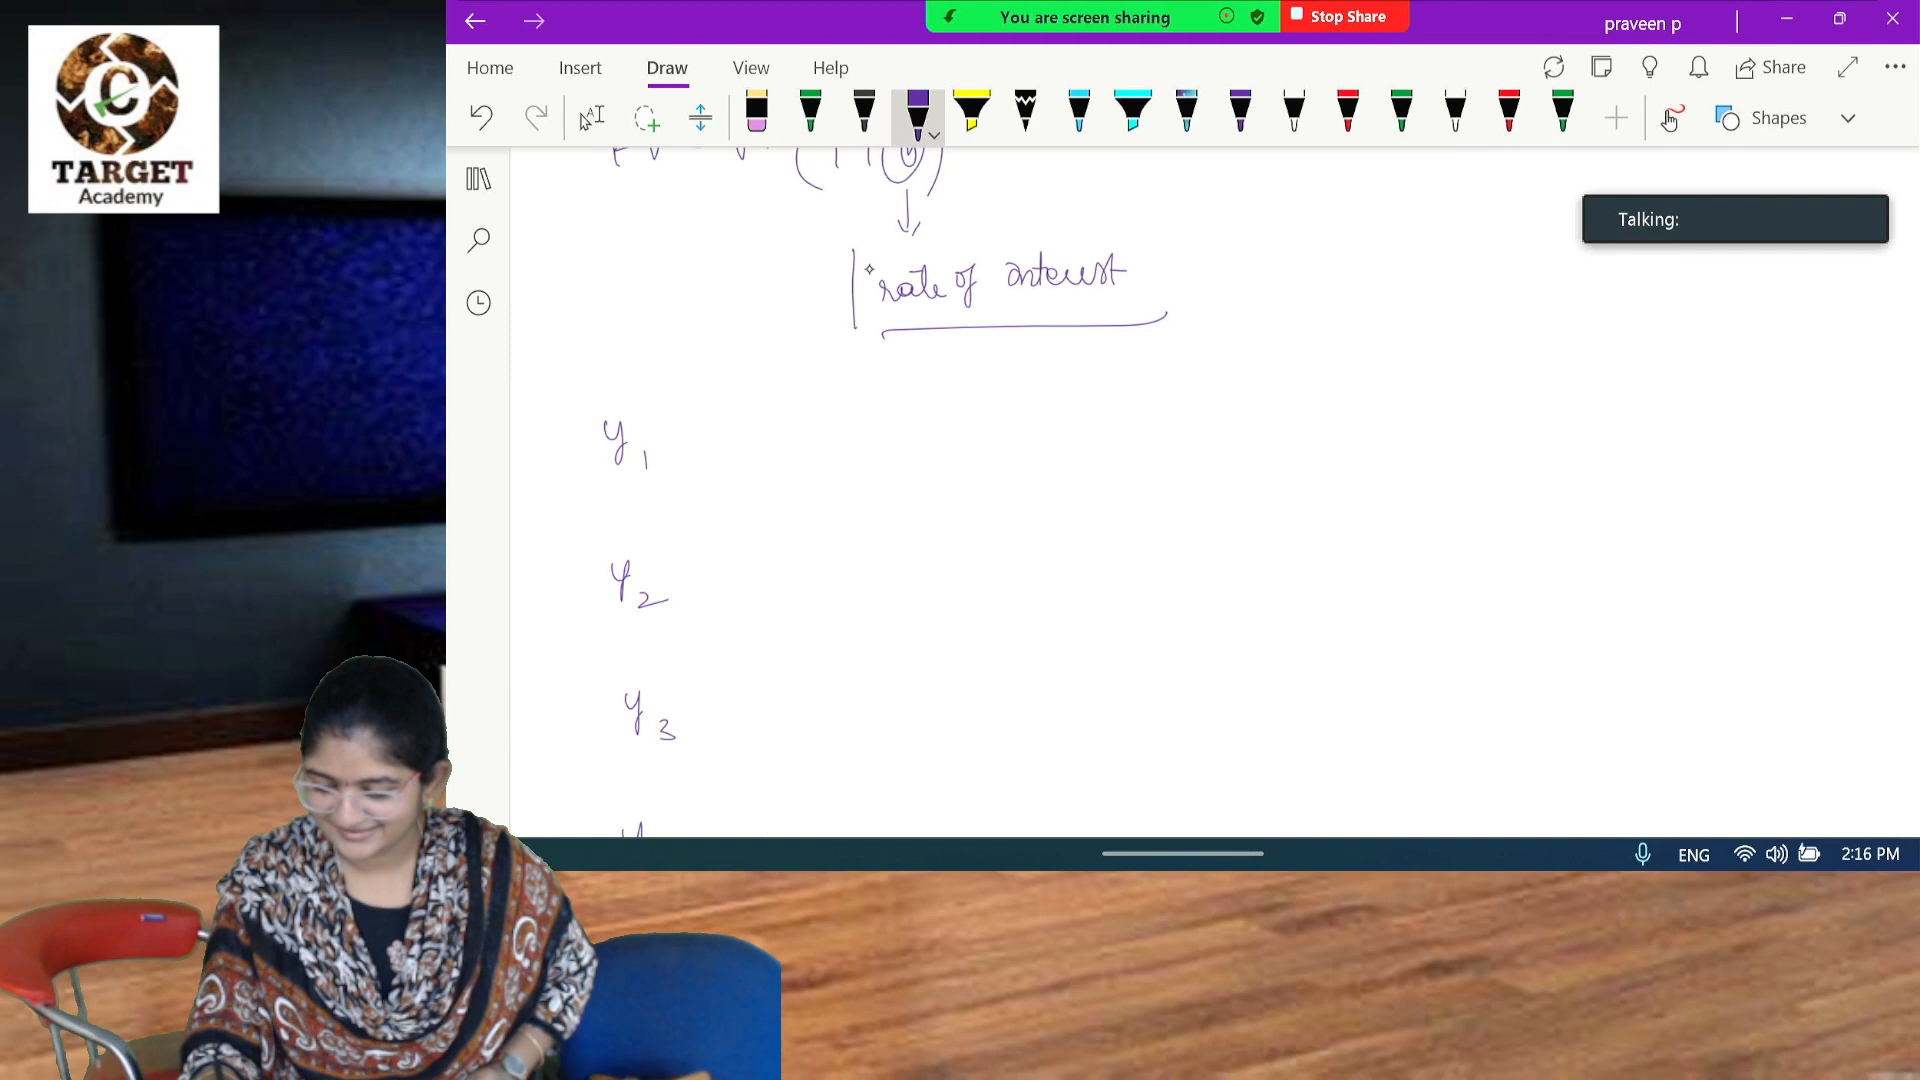 You are screen sharing Stop Share
praveen p
Home Insert Draw View Help
Share
Shapes
C
TARGET
Academy
Talking:
rate of interest
y1
y2
y3
ENG 2:16 PM